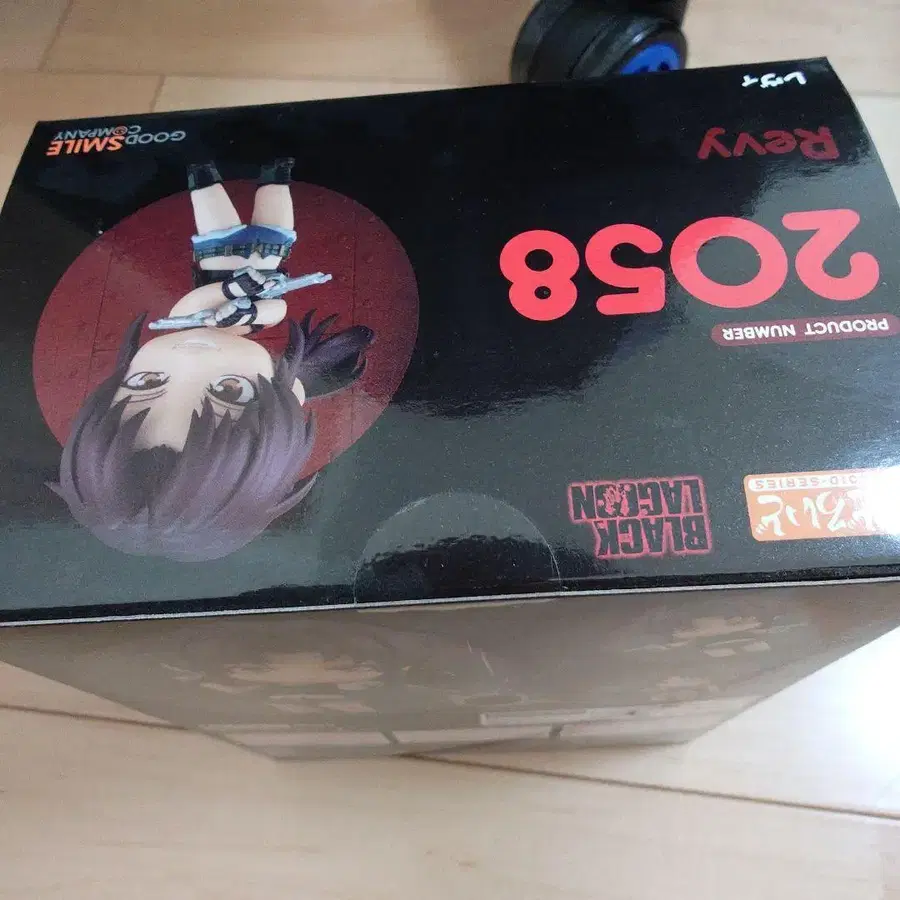 BLACK
LAGOON
PRODUCT NUMBER
2058
Revy
レヴィ
GOOD SMILE
COMPANY